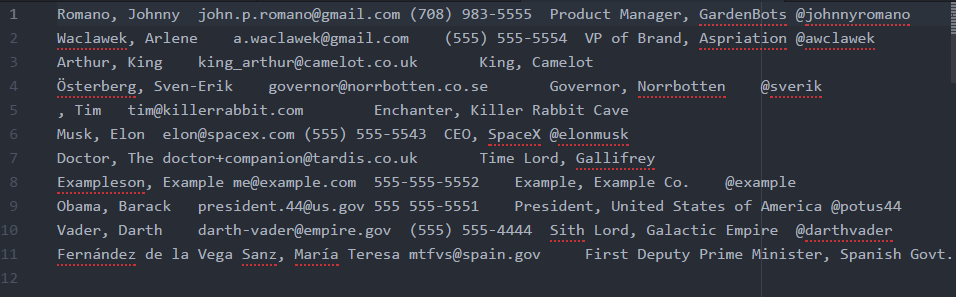 1 Romano, Johnny john.p.romano@gmail.com (708) 983-5555 Product Manager, GardenBots @johnnyromano
2 Waclawek, Arlene a.waclawek@gmail.com (555) 555-5554 VP of Brand, Aspriation @awclawek
3 Arthur, King king_arthur@camelot.co.uk King, Camelot
4 Österberg, Sven-Erik governor@norrbotten.co.se Governor, Norrbotten @sverik
5 , Tim tim@killerrabbit.com Enchanter, Killer Rabbit Cave
6 Musk, Elon elon@spacex.com (555) 555-5543 CEO, SpaceX @elonmusk
7 Doctor, The doctor+companion@tardis.co.uk Time Lord, Gallifrey
8 Exampleson, Example me@example.com 555-555-5552 Example, Example Co. @example
9 Obama, Barack president.44@us.gov 555 555-5551 President, United States of America @potus44
10 Vader, Darth darth-vader@empire.gov (555) 555-4444 Sith Lord, Galactic Empire @darthvader
11 Fernández de la Vega Sanz, María Teresa mtfvs@spain.gov First Deputy Prime Minister, Spanish Govt.
12